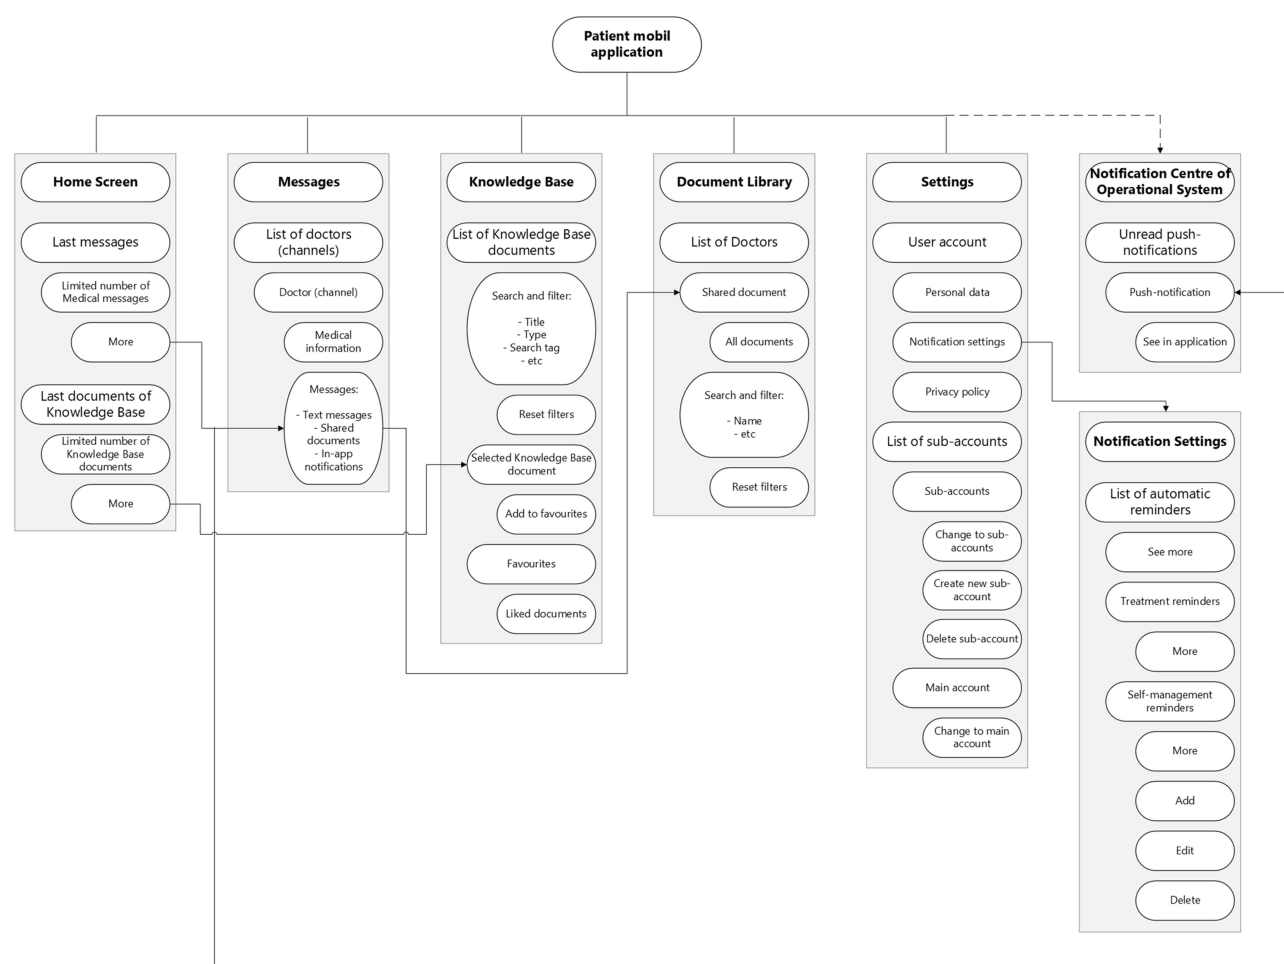 Patient mobil
application
Home Screen
Last messages
Limited number of
Medical messages
More
Last documents of
Knowledge Base
Limited number of
Knowledge Base
documents
More
Messages
List of doctors
(channels)
Doctor (channel)
Medical
information
Messages:
- Text messages
- Shared
documents
- In-app
notifications
Knowledge Base
List of Knowledge Base
documents
Search and filter:
- Title
- Type
- Search tag
- etc
Reset filters
Selected Knowledge Base
document
Add to favourites
Favourites
Liked documents
Document Library
List of Doctors
Shared document
All documents
Search and filter:
- Name
- etc
Reset filters
Settings
User account
Personal data
Notification settings
Privacy policy
List of sub-accounts
Sub-accounts
Change to sub-
accounts
Create new sub-
account
Delete sub-account
Main account
Change to main
account
Notification Centre of
Operational System
Unread push-
notifications
Push-notification
See in application
Notification Settings
List of automatic
reminders
See more
Treatment reminders
More
Self-management
reminders
More
Add
Edit
Delete